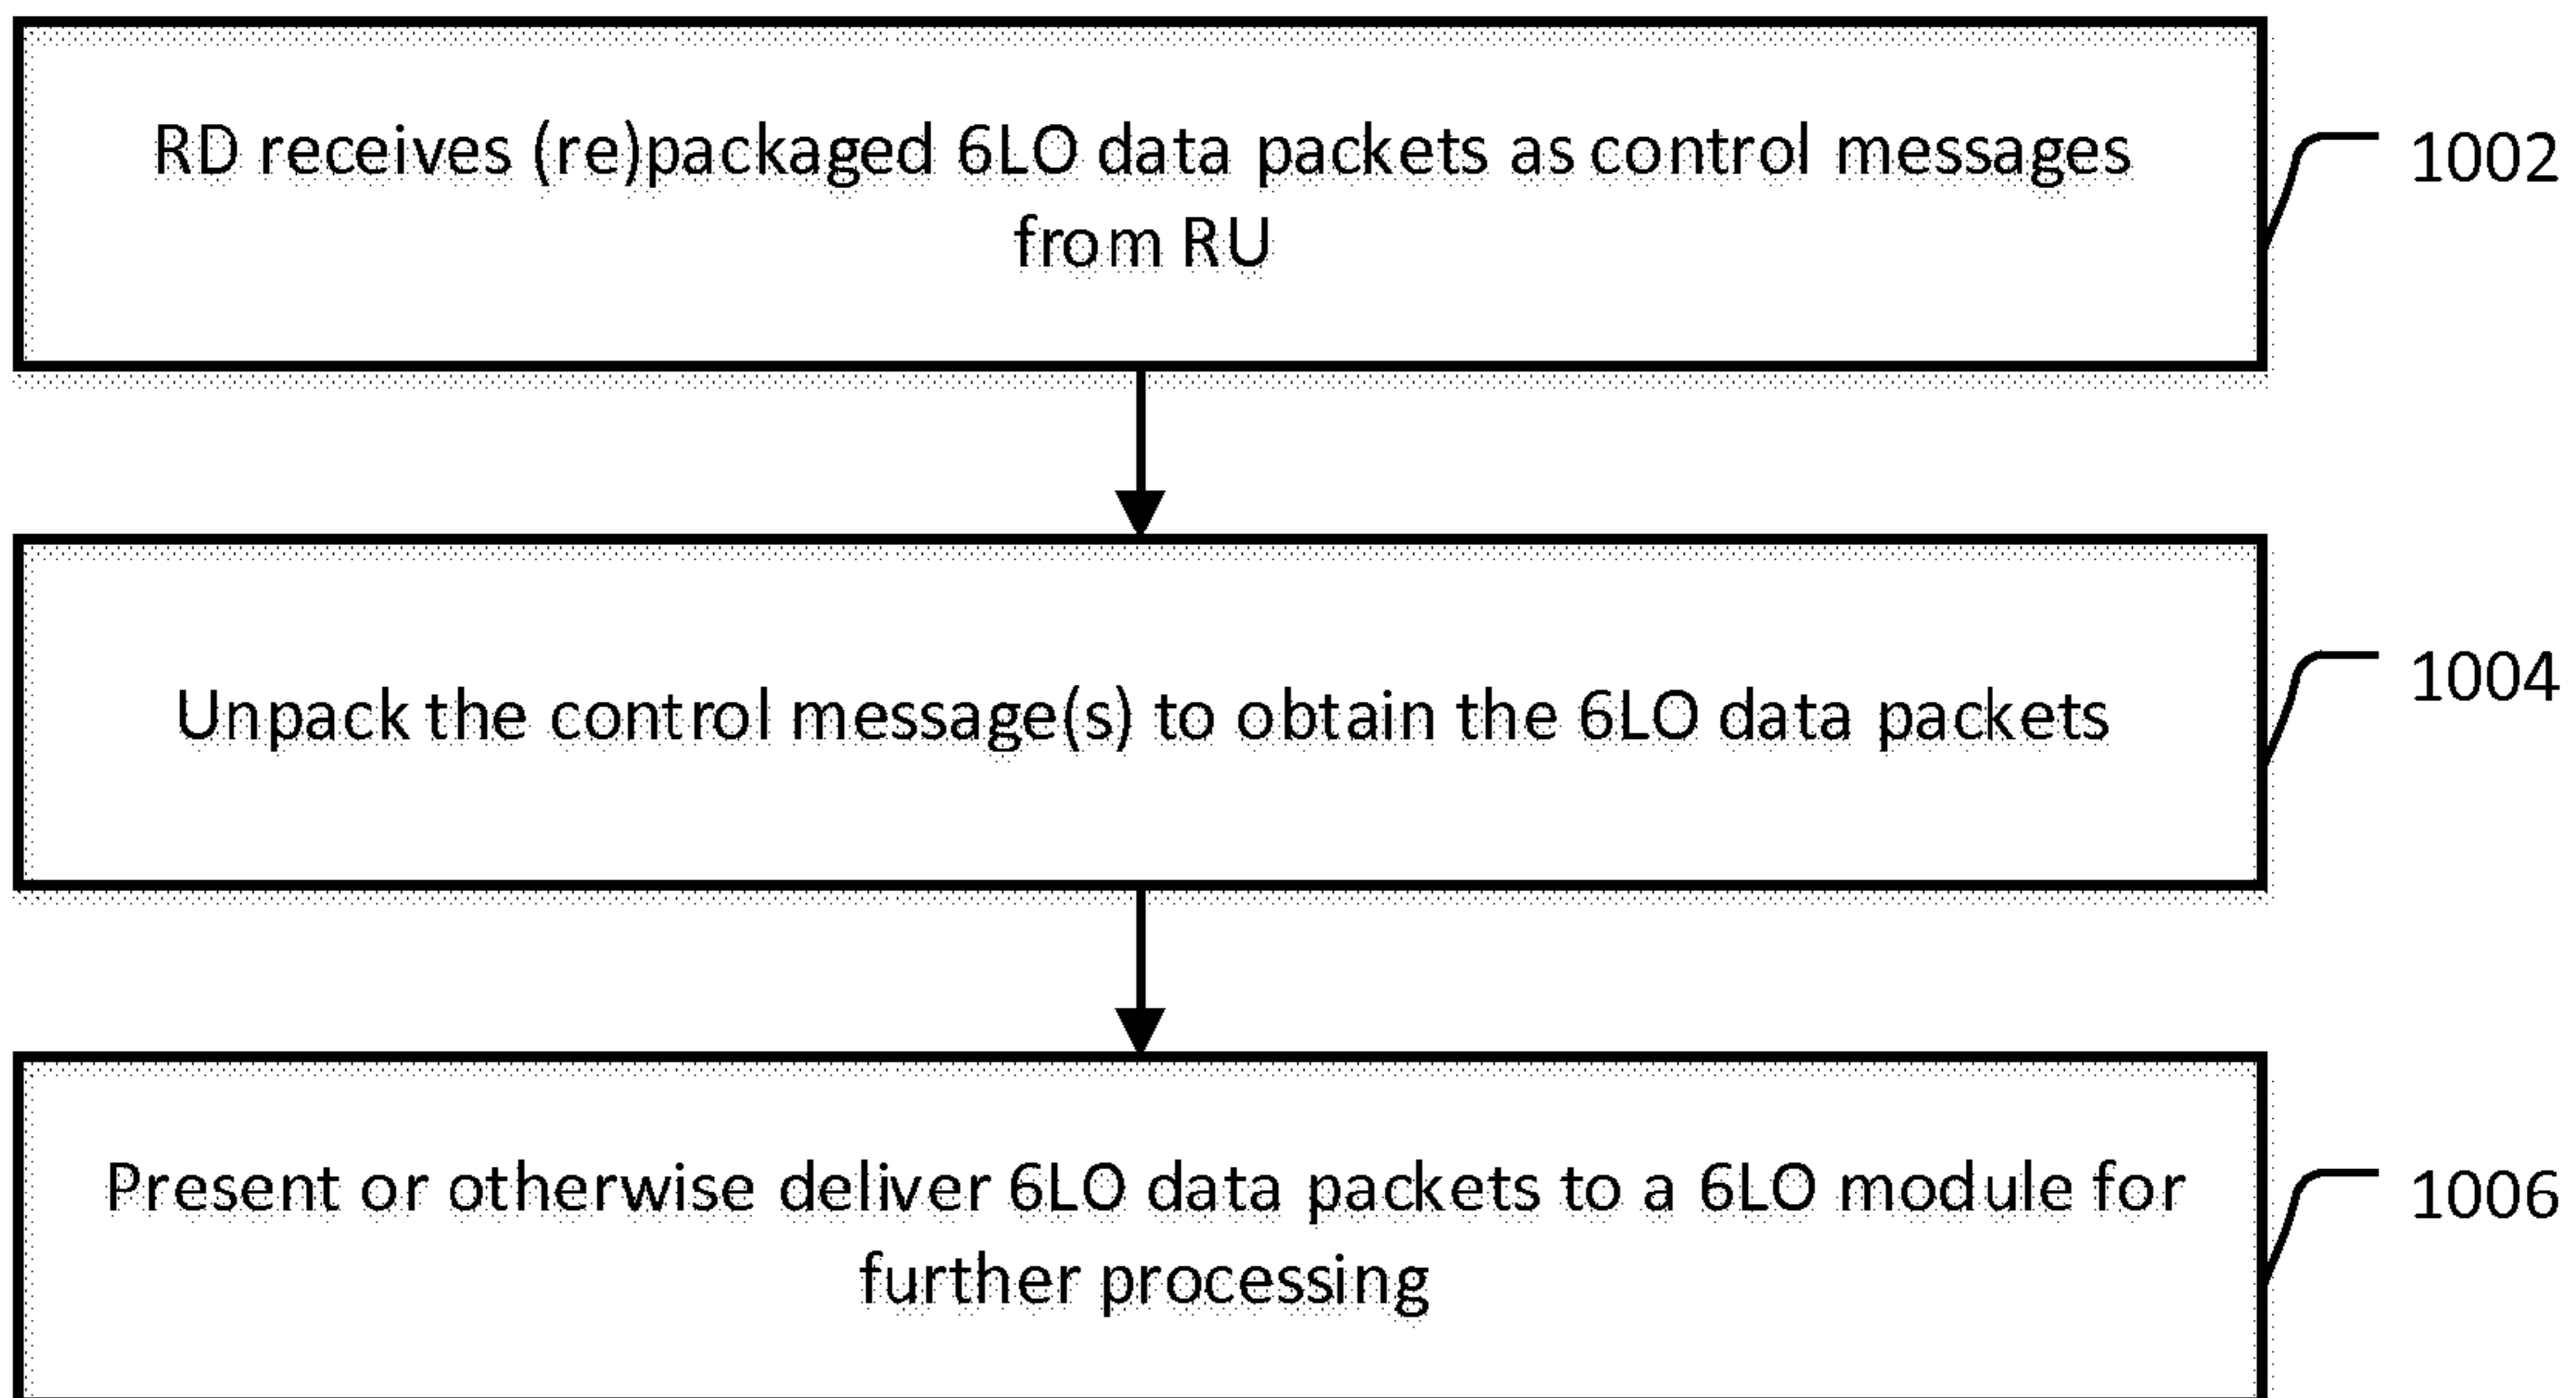 RD receives (re)packaged 6LO data packets as control messages
from RU
1002
Unpack the control message(s) to obtain the 6LO data packets
1004
Present or otherwise deliver 6LO data packets to a 6LO module for
further processing
1006